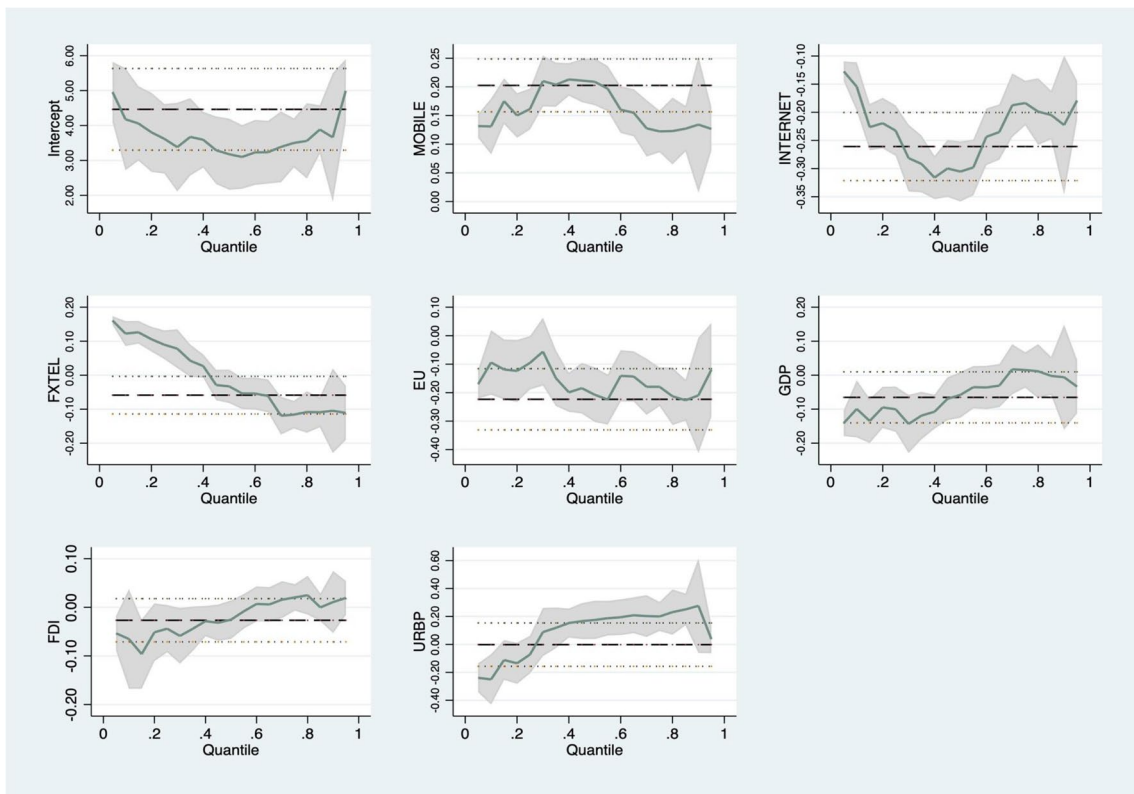 Intercept
6.00
5.00
4.00
3.00
2.00
0 .2 .4 .6 .8 1
Quantile
MOBILE
0.25
0.20
0.15
0.10
0.05
0.00
0 .2 .4 .6 .8 1
Quantile
INTERNET
-0.10
-0.15
-0.20
-0.25
-0.30
-0.35
0 .2 .4 .6 .8 1
Quantile
FXTEL
0.20
0.10
0.00
-0.10
-0.20
0 .2 .4 .6 .8 1
Quantile
EU
0.10
0.00
-0.10
-0.20
-0.30
-0.40
0 .2 .4 .6 .8 1
Quantile
GDP
0.20
0.10
0.00
-0.10
-0.20
0 .2 .4 .6 .8 1
Quantile
FDI
0.10
0.00
-0.10
-0.20
0 .2 .4 .6 .8 1
Quantile
URBP
0.60
0.40
0.20
0.00
-0.20
-0.40
0 .2 .4 .6 .8 1
Quantile